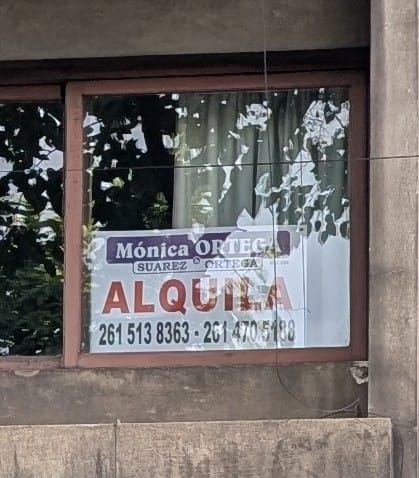 Mónica ORTEGA
SUAREZ & ORTEGA
ALQUILA
261 513 8363 - 261 470 5188